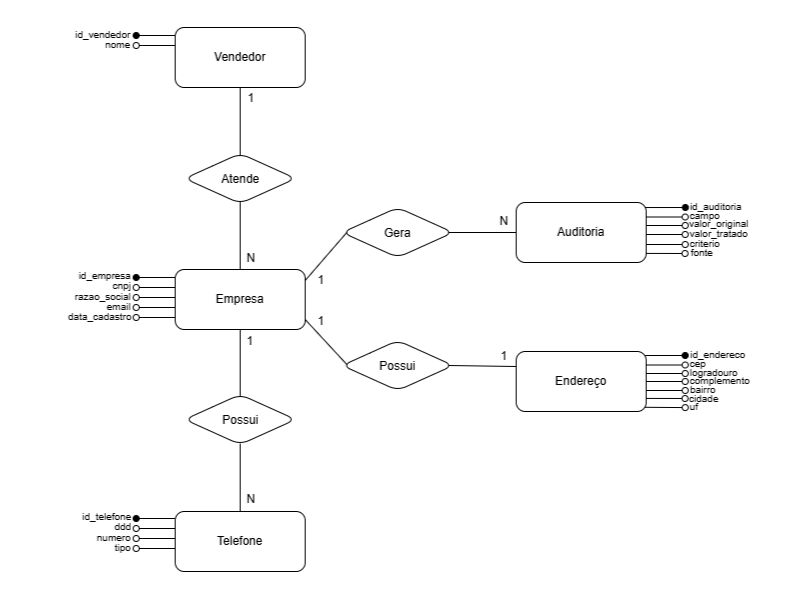 id_vendedor
nome
Vendedor
1
Atende
N
id_empresa
cnpj
razao_social
email
data_cadastro
Empresa
1
Gera
N
Auditoria
id_auditoria
campo
valor_original
valor_tratado
criterio
fonte
1
Possui
1
Endereço
id_endereco
cep
logradouro
complemento
bairro
cidade
uf
1
Possui
N
id_telefone
ddd
numero
tipo
Telefone